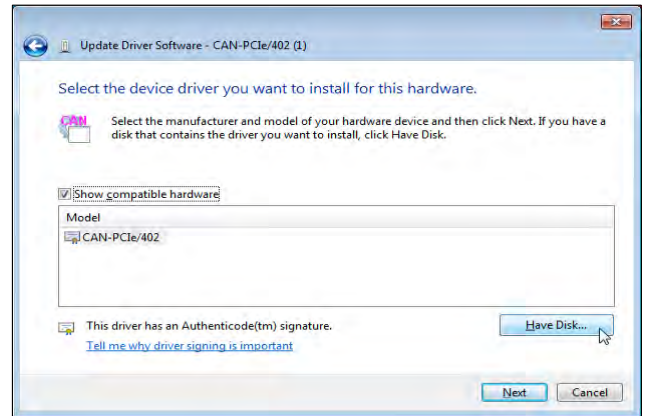 Update Driver Software - CAN-PCIe/402 (1)
Select the device driver you want to install for this hardware.
CAN
Select the manufacturer and model of your hardware device and then click Next. If you have a
disk that contains the driver you want to install, click Have Disk.
Show compatible hardware
Model
CAN-PCIe/402
This driver has an Authenticode(tm) signature.
Have Disk...
Tell me why driver signing is important
Next
Cancel